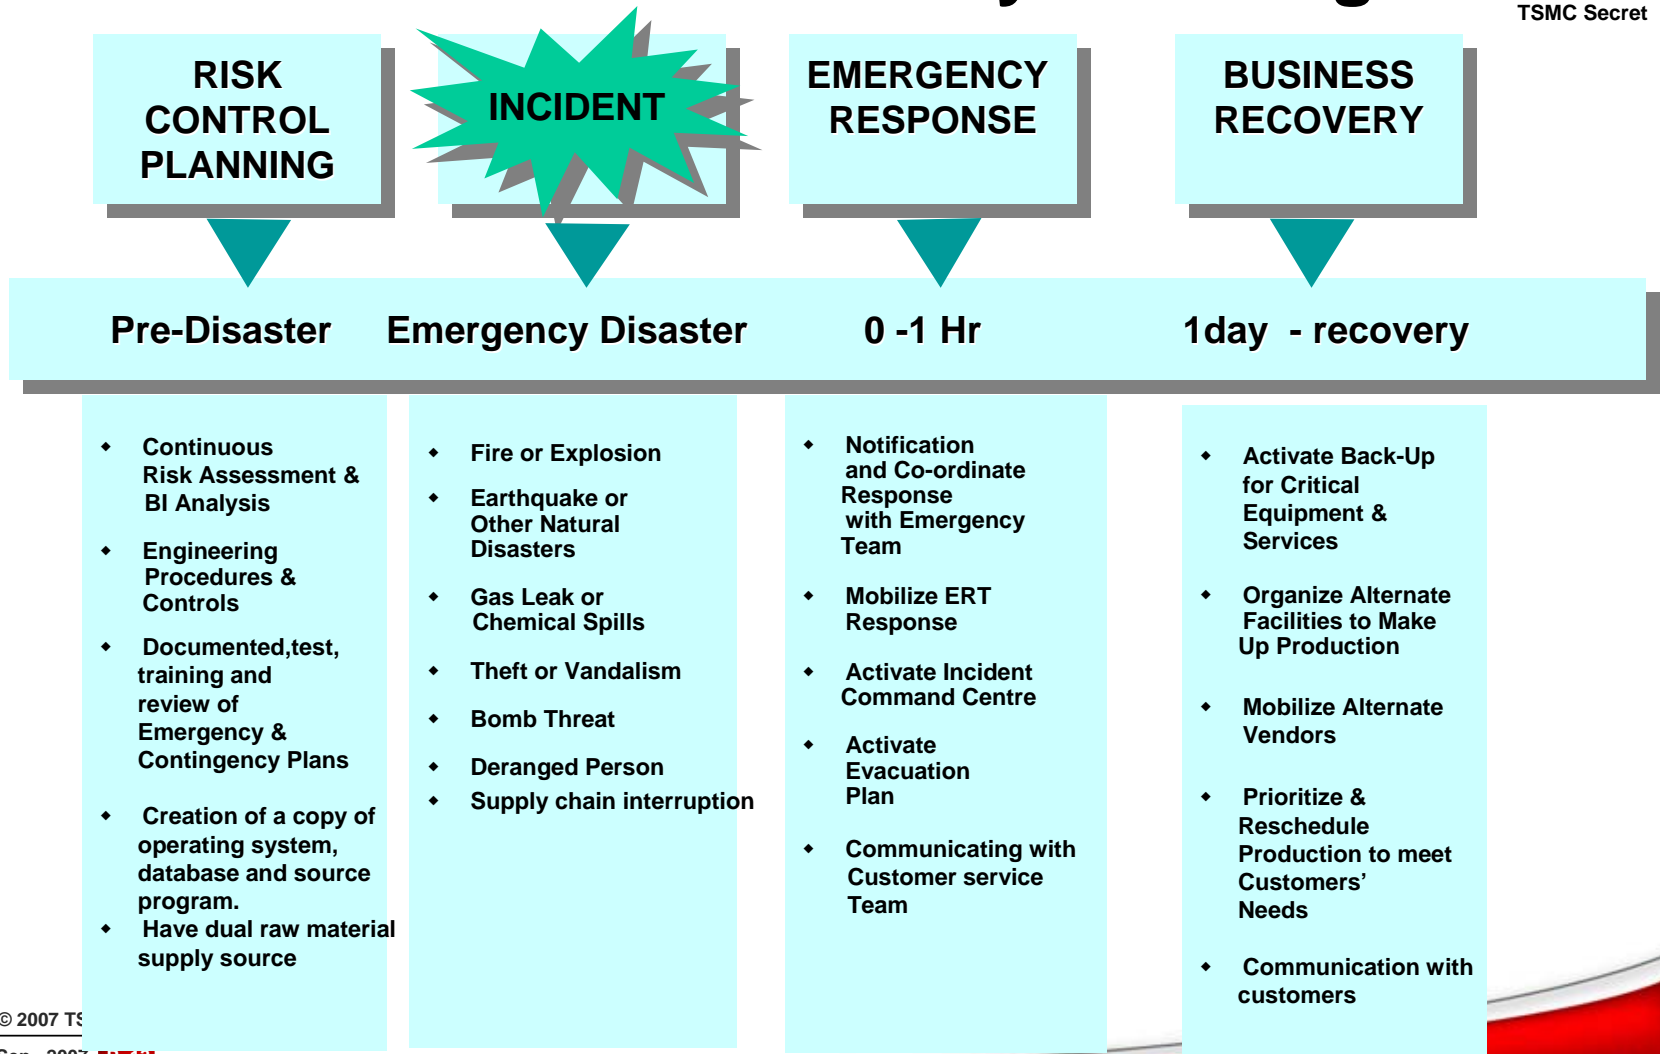 TSMC Secret
RISK
CONTROL
PLANNING
INCIDENT
EMERGENCY
RESPONSE
BUSINESS
RECOVERY
Pre-Disaster
Emergency Disaster
0 -1 Hr
1day - recovery
Continuous
Risk Assessment &
BI Analysis
Engineering
Procedures &
Controls
Documented,test,
training and
review of
Emergency &
Contingency Plans
Creation of a copy of
operating system,
database and source
program.
Have dual raw material
supply source
Fire or Explosion
Earthquake or
Other Natural
Disasters
Gas Leak or
Chemical Spills
Theft or Vandalism
Bomb Threat
Deranged Person
Supply chain interruption
Notification
and Co-ordinate
Response
with Emergency
Team
Mobilize ERT
Response
Activate Incident
Command Centre
Activate
Evacuation
Plan
Communicating with
Customer service
Team
Activate Back-Up
for Critical
Equipment &
Services
Organize Alternate
Facilities to Make
Up Production
Mobilize Alternate
Vendors
Prioritize &
Reschedule
Production to meet
Customers’
Needs
Communication with
customers
© 2007